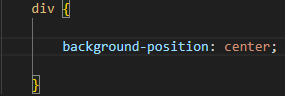 div {
background-position: center;
}